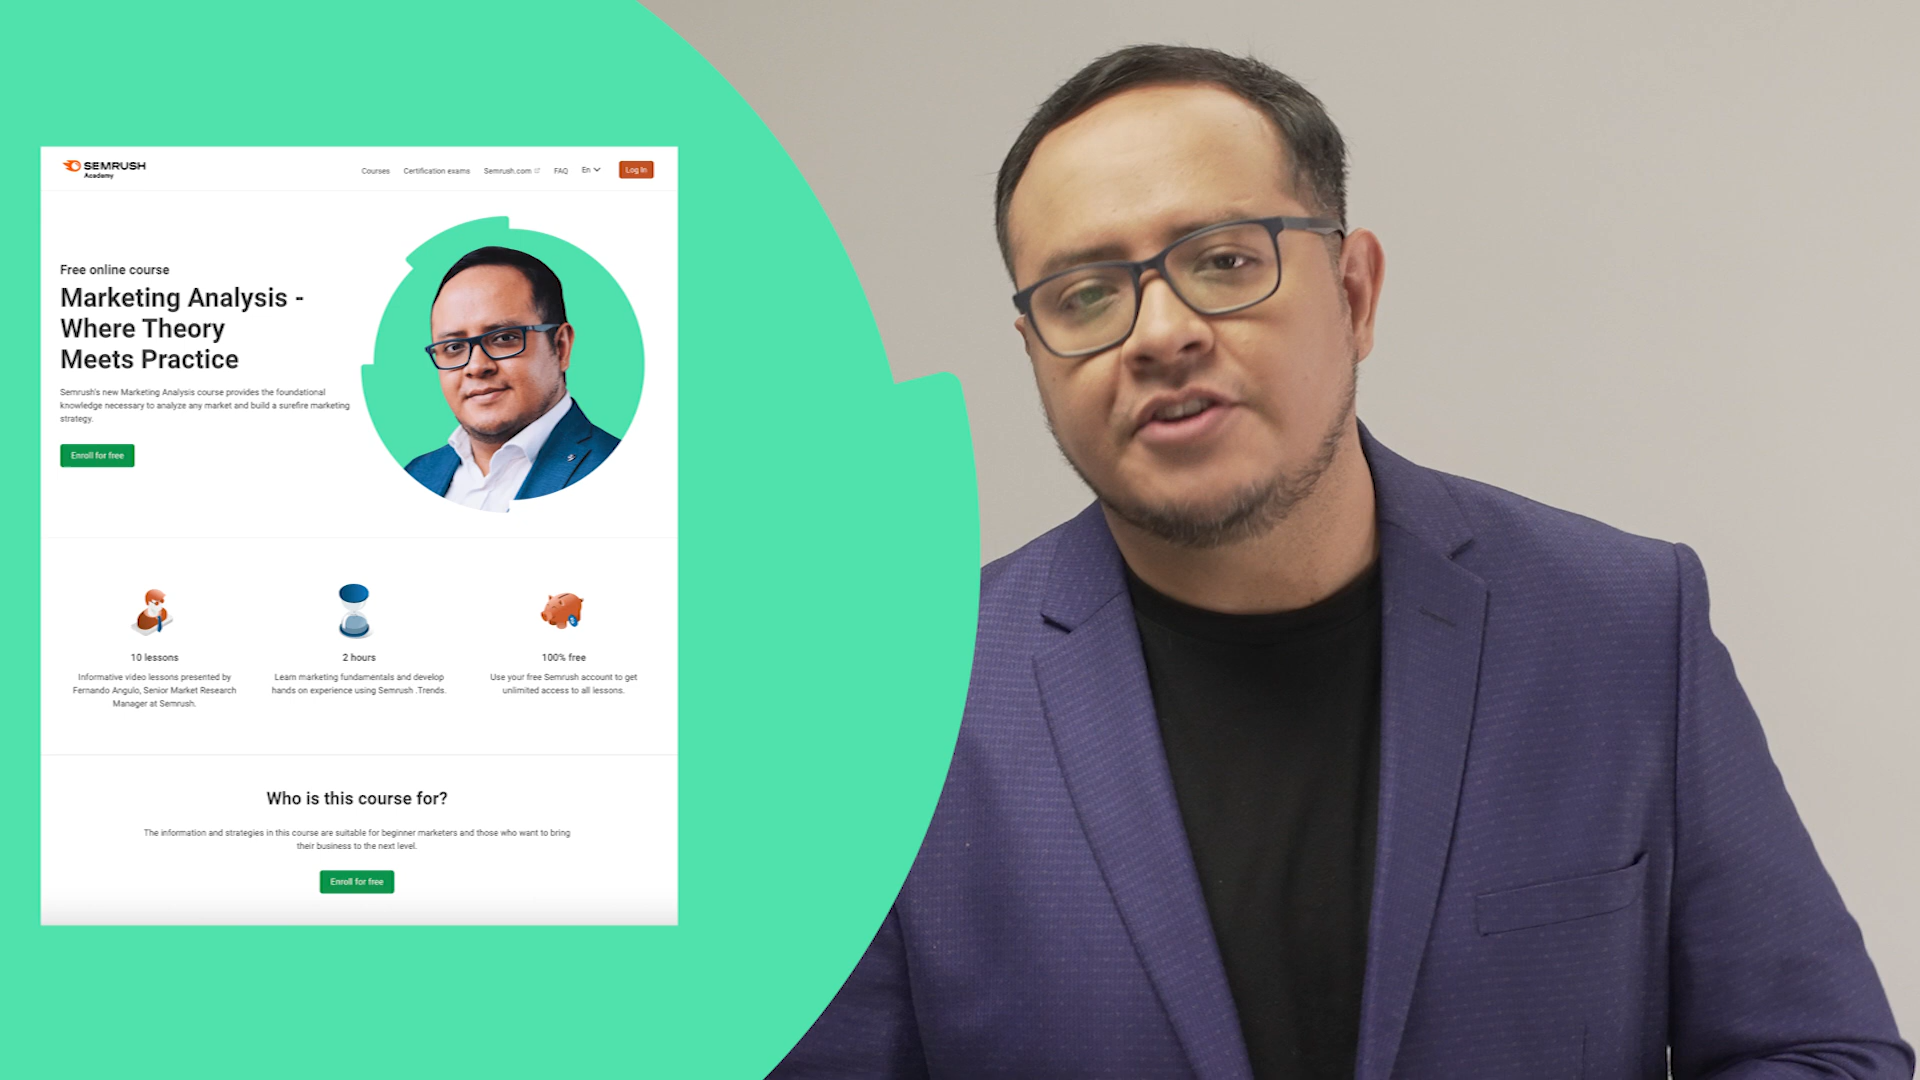 SEMRUSH
Academy
Courses Certification exams Semrush.com FAQ En Log In
Free online course
Marketing Analysis -
Where Theory
Meets Practice
Semrush's new Marketing Analysis course provides the foundational
knowledge necessary to analyze any market and build a surefire marketing
strategy.
Enroll for free
10 lessons
Informative video lessons presented by
Fernando Angulo, Senior Market Research
Manager at Semrush.
2 hours
Learn marketing fundamentals and develop
hands on experience using Semrush .Trends.
100% free
Use your free Semrush account to get
unlimited access to all lessons.
Who is this course for?
The information and strategies in this course are suitable for beginner marketers and those who want to bring
their business to the next level.
Enroll for free